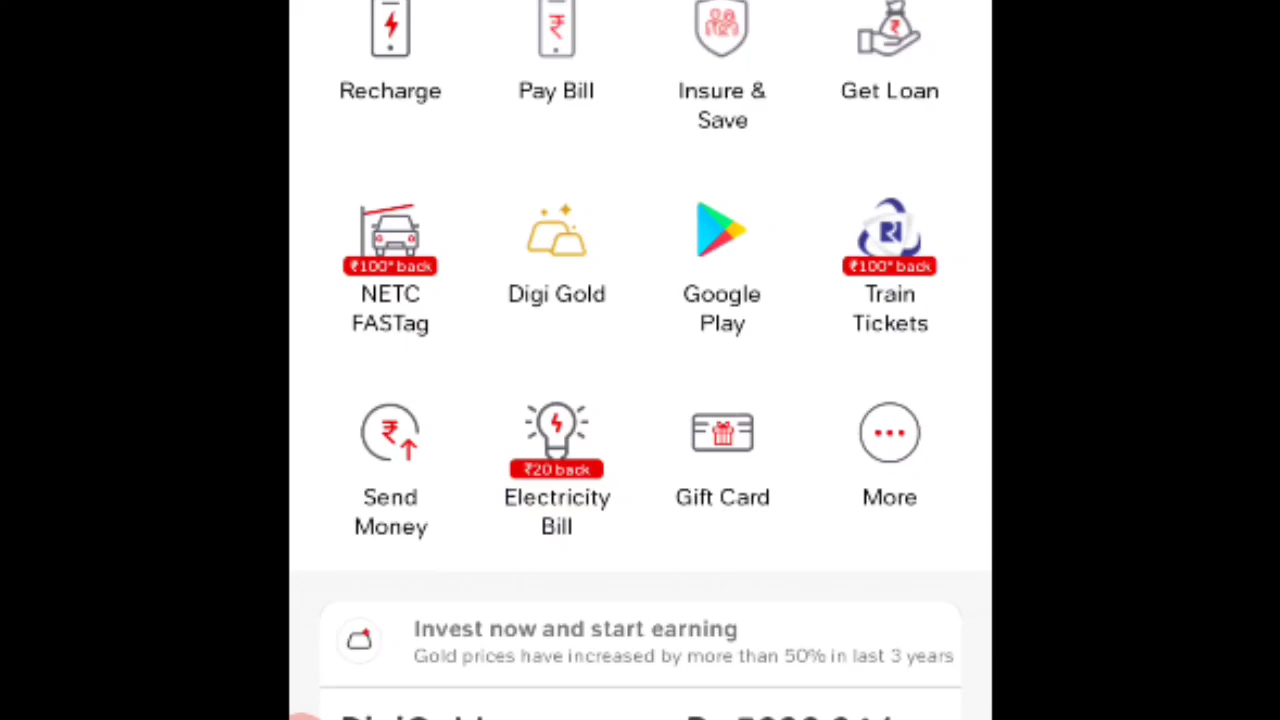 Recharge
Pay Bill
Insure &
Save
Get Loan
₹100* back
₹100* back
NETC
FASTag
Digi Gold
Google
Play
Train
Tickets
₹20 back
Send
Money
Electricity
Bill
Gift Card
More
Invest now and start earning
Gold prices have increased by more than 50% in last 3 years